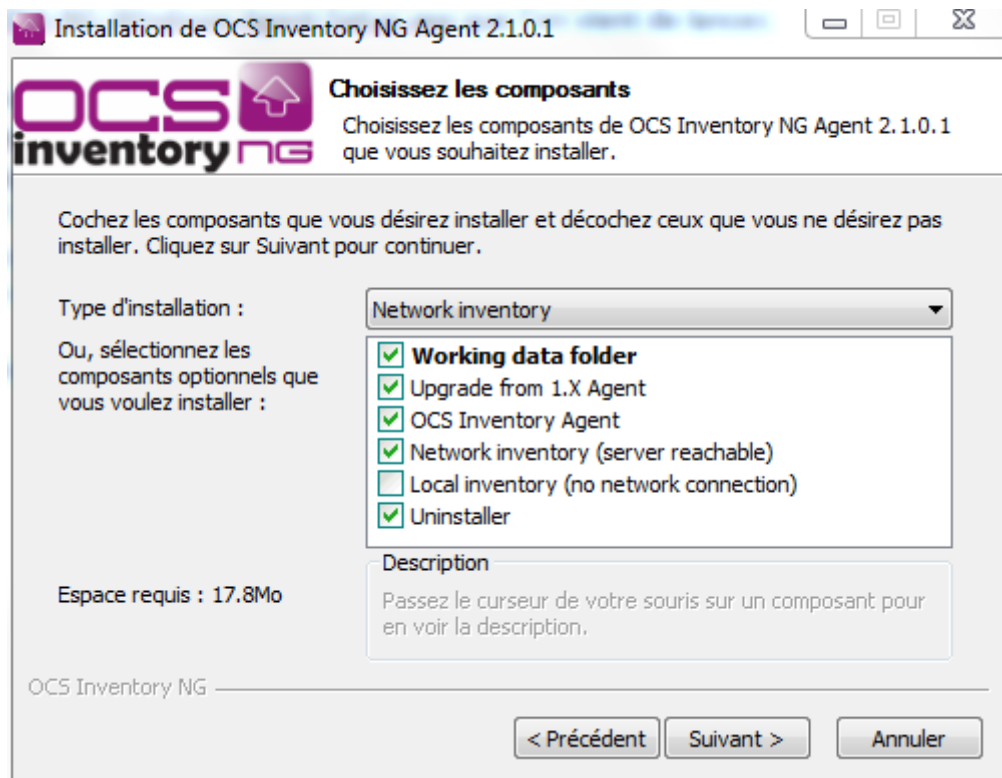 Installation de OCS Inventory NG Agent 2.1.0.1
OCS
inventory NG
Choisissez les composants
Choisissez les composants de OCS Inventory NG Agent 2.1.0.1
que vous souhaitez installer.
Cochez les composants que vous désirez installer et décochez ceux que vous ne désirez pas
installer. Cliquez sur Suivant pour continuer.
Type d'installation :
Network inventory
Ou, sélectionnez les
composants optionnels que
vous voulez installer :
Working data folder
Upgrade from 1.X Agent
OCS Inventory Agent
Network inventory (server reachable)
Local inventory (no network connection)
Uninstaller
Espace requis : 17.8Mo
Description
Passez le curseur de votre souris sur un composant pour
en voir la description.
OCS Inventory NG
< Précédent
Suivant >
Annuler